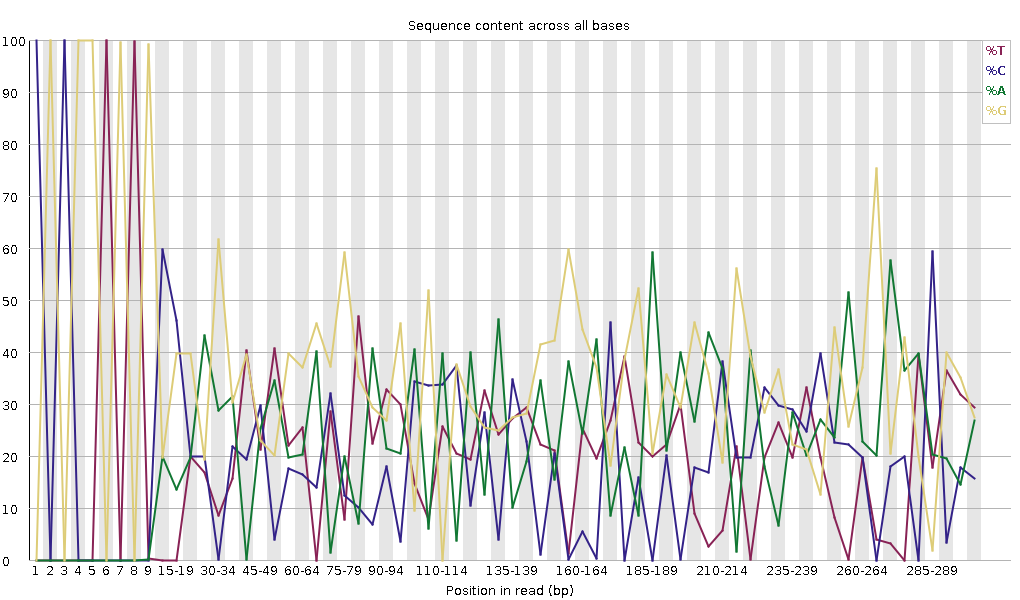 Sequence content across all bases
100
90
80
70
60
50
40
30
20
10
0
%T
%C
%A
%G
1 2 3 4 5 6 7 8 9 15-19 30-34 45-49 60-64 75-79 90-94 110-114 135-139 160-164 185-189 210-214 235-239 260-264 285-289
Position in read (bp)